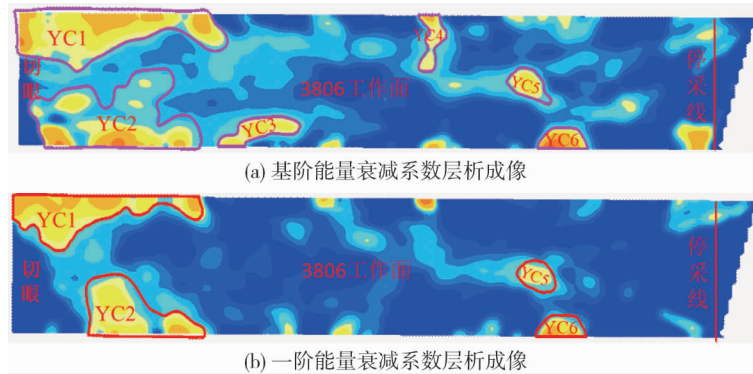 YC1
YC4
切眼
3806工作面
YC5
停采线
YC2
YC3
YC6
(a) 基阶能量衰减系数层析成像
YC1
切眼
3806工作面
YC5
停采线
YC2
YC6
(b) 一阶能量衰减系数层析成像